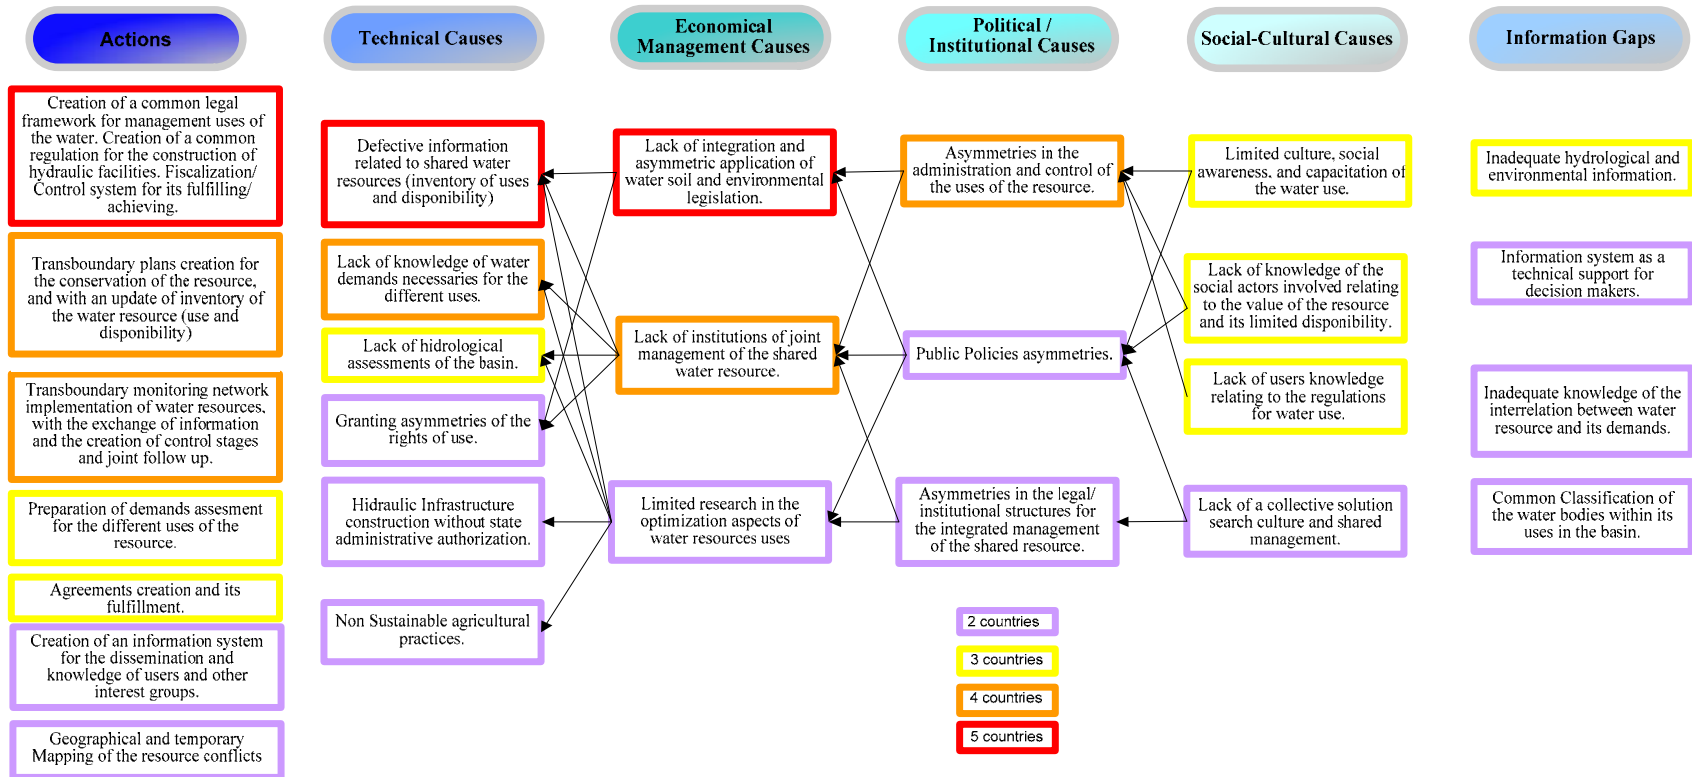 Actions
Technical Causes
Economical
Management Causes
Political /
Institutional Causes
Social-Cultural Causes
Information Gaps
Creation of a common legal
framework for management uses of
the water. Creation of a common
regulation for the construction of
hydraulic facilities. Fiscalization/
Control system for its fulfilling/
achieving.
Transboundary plans creation for
the conservation of the resource,
and with an update of inventory of
the water resource (use and
disponibility)
Transboundary monitoring network
implementation of water resources,
with the exchange of information
and the creation of control stages
and joint follow up.
Preparation of demands assesment
for the different uses of the
resource.
Agreements creation and its
fulfillment.
Creation of an information system
for the dissemination and
knowledge of users and other
interest groups.
Geographical and temporary
Mapping of the resource conflicts
Defective information
related to shared water
resources (inventory of uses
and disponibility)
Lack of knowledge of water
demands necessaries for the
different uses.
Lack of hidrological
assessments of the basin.
Granting asymmetries of the
rights of use.
Hidraulic Infrastructure
construction without state
administrative authorization.
Non Sustainable agricultural
practices.
Lack of integration and
asymmetric application of
water soil and environmental
legislation.
Lack of institutions of joint
management of the shared
water resource.
Limited research in the
optimization aspects of
water resources uses
Asymmetries in the
administration and control of
the uses of the resource.
Public Policies asymmetries.
Asymmetries in the legal/
institutional structures for
the integrated management
of the shared resource.
Limited culture, social
awareness, and capacitation
of the water use.
Lack of knowledge of the
social actors involved relating
to the value of the resource
and its limited disponibility.
Lack of users knowledge
relating to the regulations
for water use.
Lack of a collective solution
search culture and shared
management.
Inadequate hydrological and
environmental information.
Information system as a
technical support for
decision makers.
Inadequate knowledge of the
interrelation between water
resource and its demands.
Common Classification of
the water bodies within its
uses in the basin.
2 countries
3 countries
4 countries
5 countries